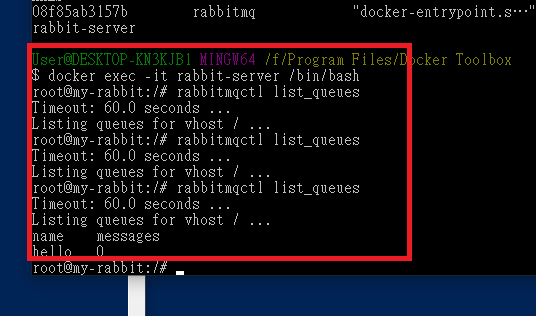 08f85ab3157b        rabbitmq            "docker-entrypoint.s…"
rabbit-server
User@DESKTOP-KN3KJB1 MINGW64 /f/Program Files/Docker Toolbox
$ docker exec -it rabbit-server /bin/bash
root@my-rabbit:/# rabbitmqctl list_queues
Timeout: 60.0 seconds ...
Listing queues for vhost / ...
root@my-rabbit:/# rabbitmqctl list_queues
Timeout: 60.0 seconds ...
Listing queues for vhost / ...
root@my-rabbit:/# rabbitmqctl list_queues
Timeout: 60.0 seconds ...
Listing queues for vhost / ...
name    messages
hello   0
root@my-rabbit:/#